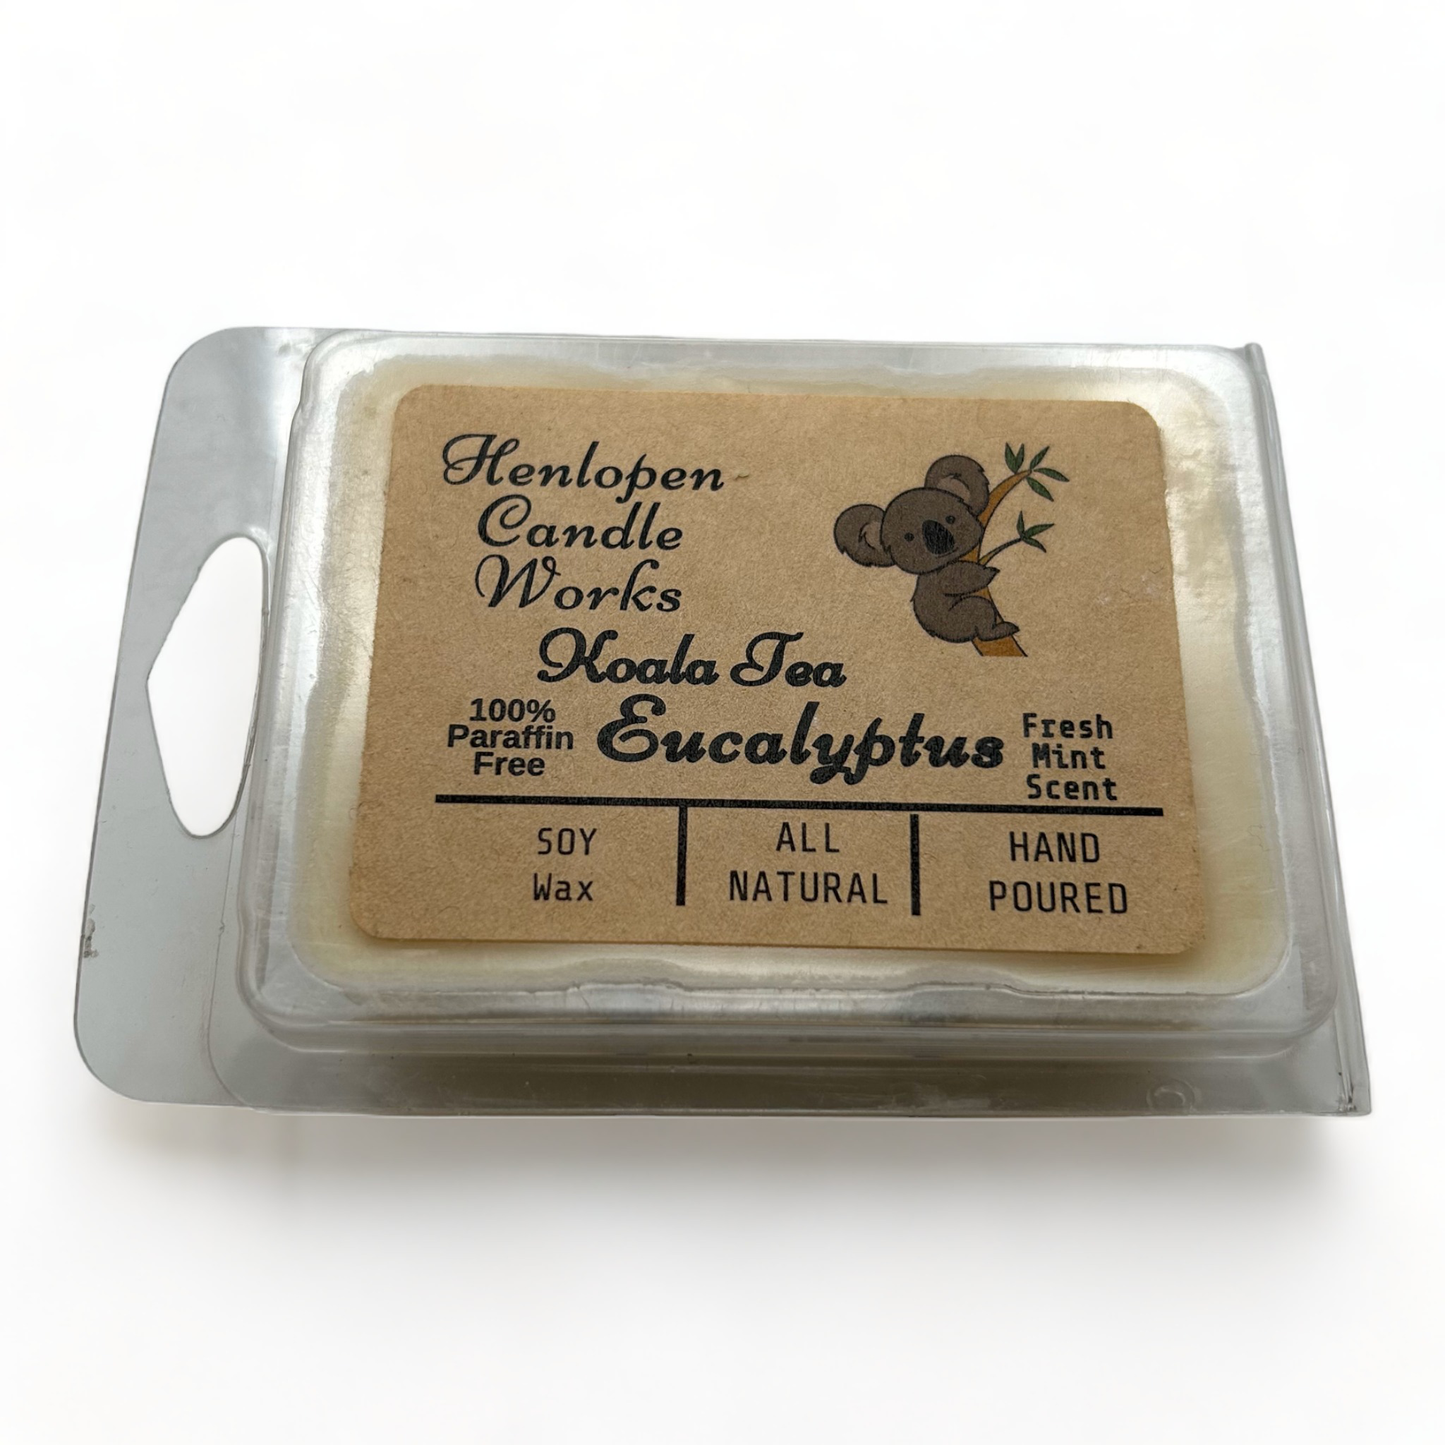 Henlopen
Candle
Works
Koala Tea
Eucalyptus
100%
Paraffin
Free
Fresh
Mint
Scent
SOY
Wax
ALL
NATURAL
HAND
POURED